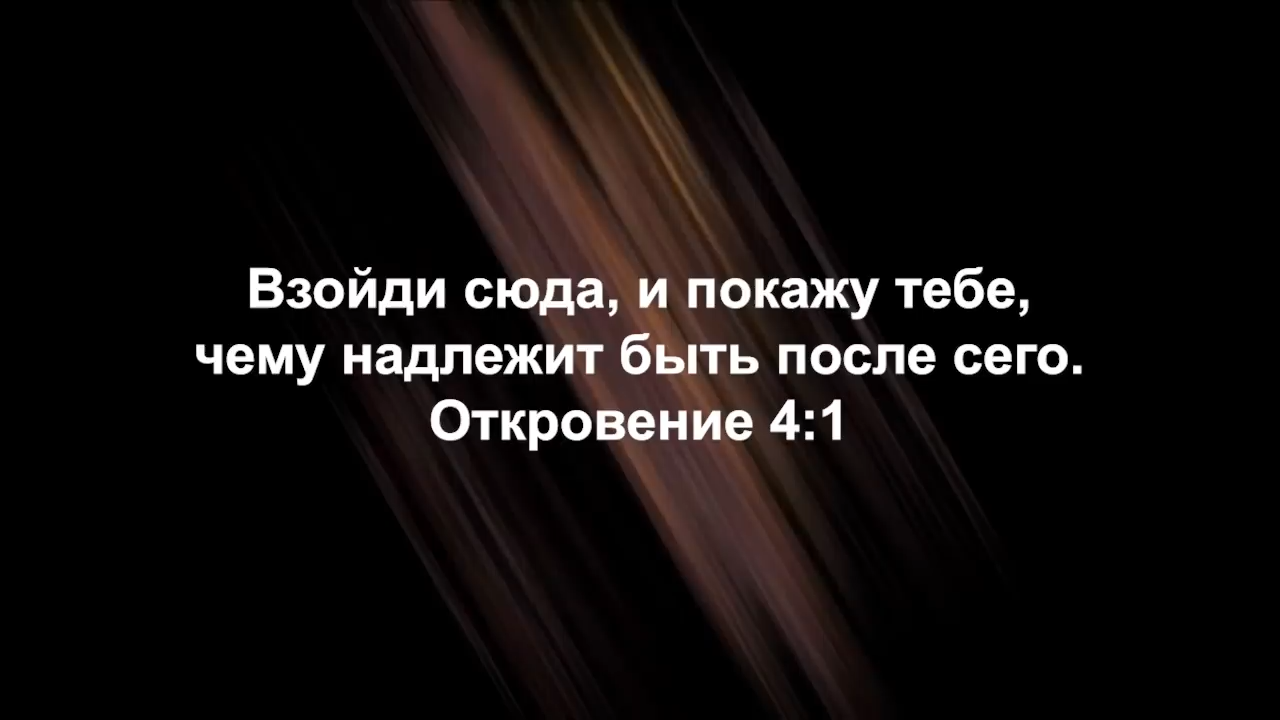 Взойди сюда, и покажу тебе,
чему надлежит быть после сего.
Откровение 4:1